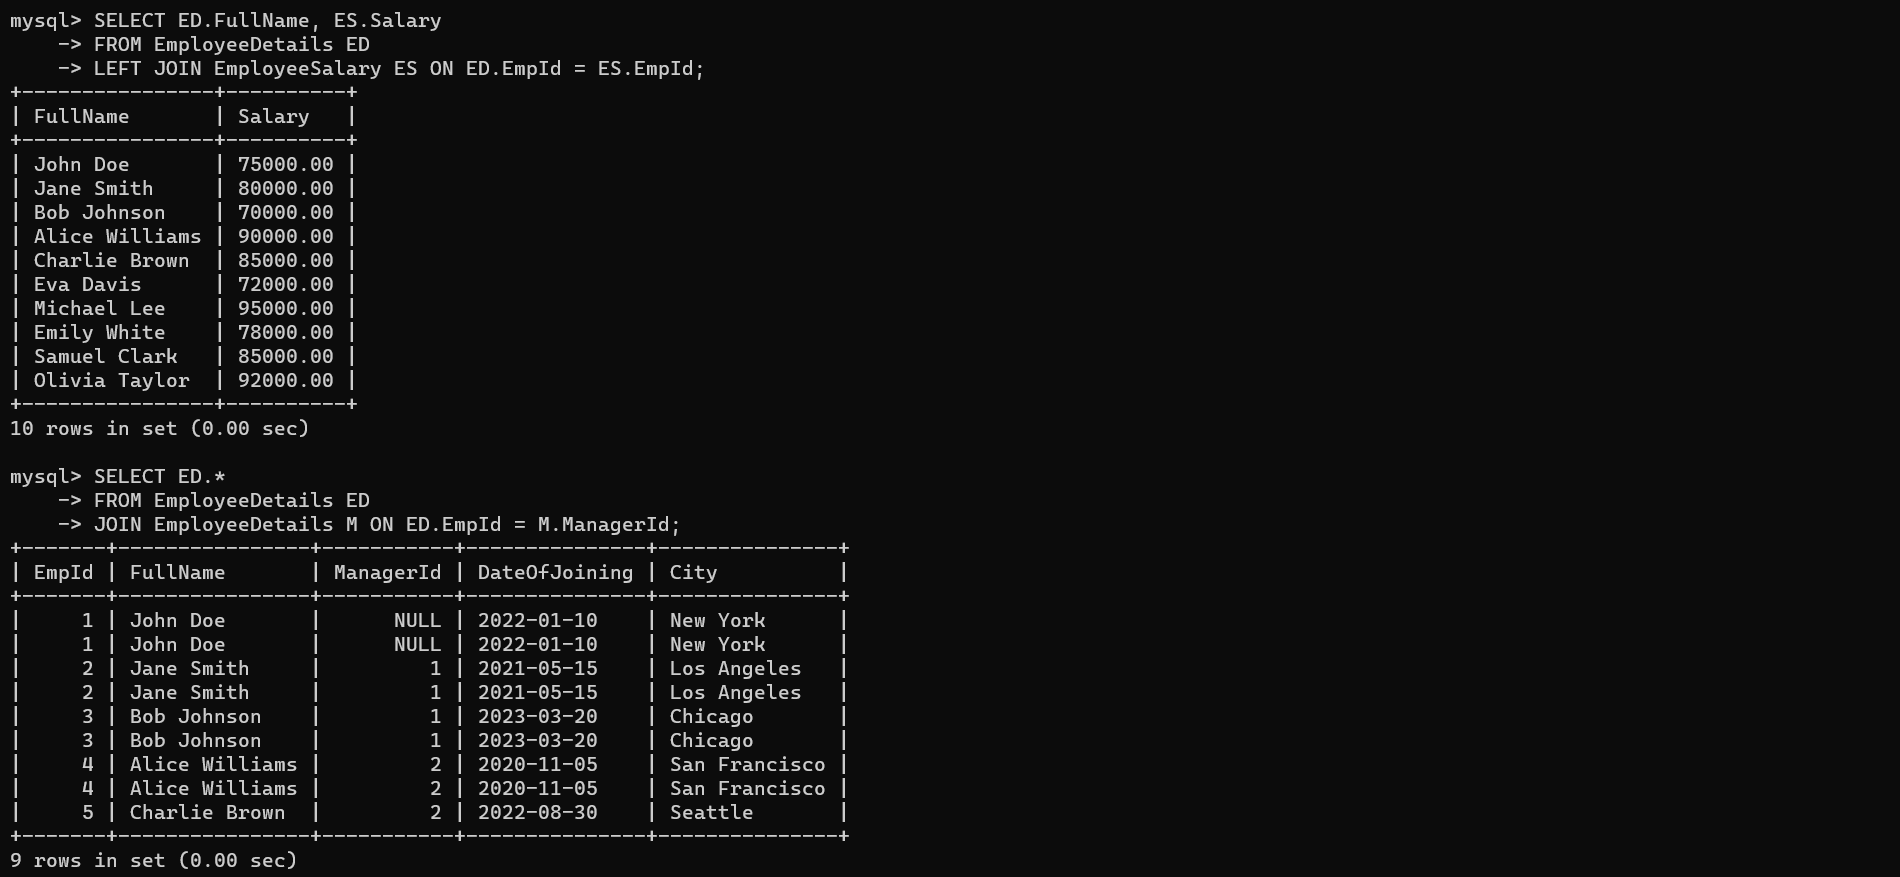 mysql> SELECT ED.FullName, ES.Salary
    -> FROM EmployeeDetails ED
    -> LEFT JOIN EmployeeSalary ES ON ED.EmpId = ES.EmpId;
+----------------+----------+
| FullName       | Salary   |
+----------------+----------+
| John Doe       | 75000.00 |
| Jane Smith     | 80000.00 |
| Bob Johnson    | 70000.00 |
| Alice Williams | 90000.00 |
| Charlie Brown  | 85000.00 |
| Eva Davis      | 72000.00 |
| Michael Lee    | 95000.00 |
| Emily White    | 78000.00 |
| Samuel Clark   | 85000.00 |
| Olivia Taylor  | 92000.00 |
+----------------+----------+
10 rows in set (0.00 sec)

mysql> SELECT ED.*
    -> FROM EmployeeDetails ED
    -> JOIN EmployeeDetails M ON ED.EmpId = M.ManagerId;
+-------+----------------+-----------+---------------+---------------+
| EmpId | FullName       | ManagerId | DateOfJoining | City          |
+-------+----------------+-----------+---------------+---------------+
|     1 | John Doe       |      NULL | 2022-01-10    | New York      |
|     1 | John Doe       |      NULL | 2022-01-10    | New York      |
|     2 | Jane Smith     |         1 | 2021-05-15    | Los Angeles   |
|     2 | Jane Smith     |         1 | 2021-05-15    | Los Angeles   |
|     3 | Bob Johnson    |         1 | 2023-03-20    | Chicago       |
|     3 | Bob Johnson    |         1 | 2023-03-20    | Chicago       |
|     4 | Alice Williams |         2 | 2020-11-05    | San Francisco |
|     4 | Alice Williams |         2 | 2020-11-05    | San Francisco |
|     5 | Charlie Brown  |         2 | 2022-08-30    | Seattle       |
+-------+----------------+-----------+---------------+---------------+
9 rows in set (0.00 sec)